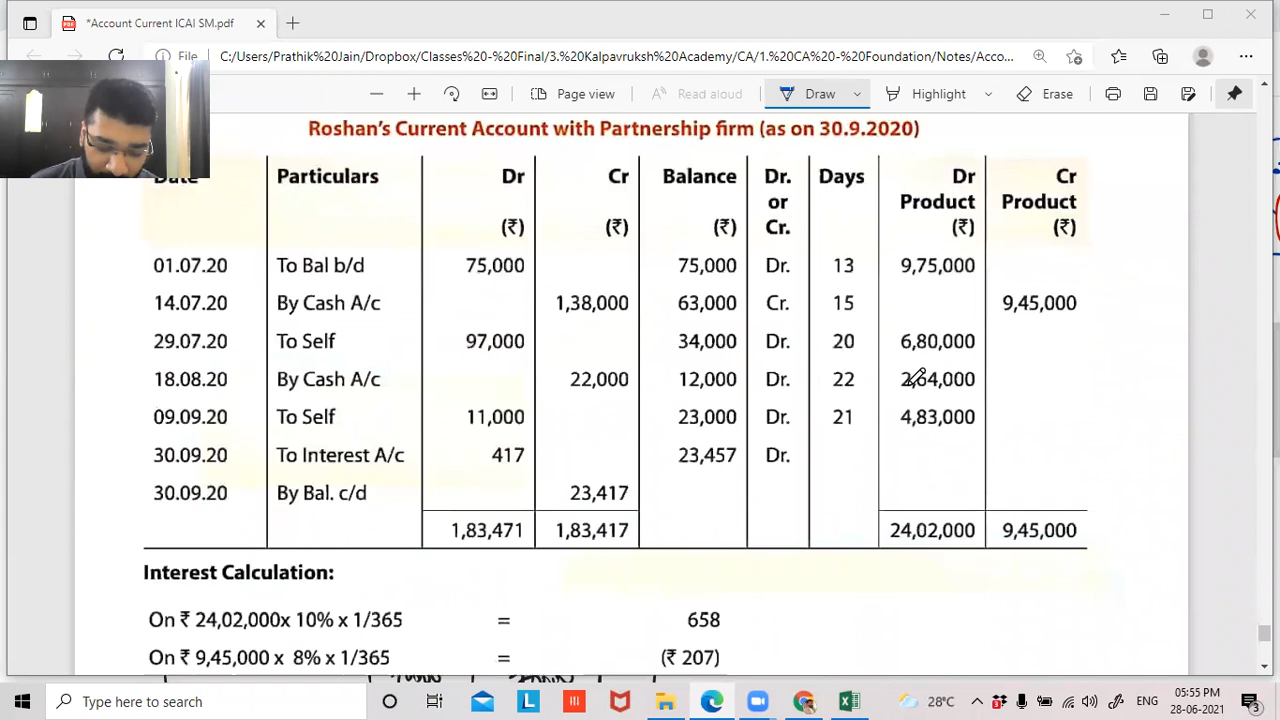 *Account Current ICAI SM.pdf
File C:/Users/Prathik%20Jain/Dropbox/Classes%20-%20Final/3.%20Kalpavruksh%20Academy/CA/1.%20CA%20-%20Foundation/Notes/Acco...
Page view Read aloud Draw Highlight Erase
Roshan's Current Account with Partnership firm (as on 30.9.2020)
Date Particulars Dr Cr Balance Dr. Days Dr Cr
or Product Product
(₹) (₹) (₹) Cr. (₹) (₹)
01.07.20 To Bal b/d 75,000 75,000 Dr. 13 9,75,000
14.07.20 By Cash A/c 1,38,000 63,000 Cr. 15 9,45,000
29.07.20 To Self 97,000 34,000 Dr. 20 6,80,000
18.08.20 By Cash A/c 22,000 12,000 Dr. 22 2,64,000
09.09.20 To Self 11,000 23,000 Dr. 21 4,83,000
30.09.20 To Interest A/c 417 23,457 Dr.
30.09.20 By Bal. c/d 23,417
1,83,471 1,83,417 24,02,000 9,45,000
Interest Calculation:
On ₹ 24,02,000x 10% x 1/365 = 658
On ₹ 9,45,000 x 8% x 1/365 = (₹ 207)
Type here to search 28°C ENG 05:55 PM
28-06-2021